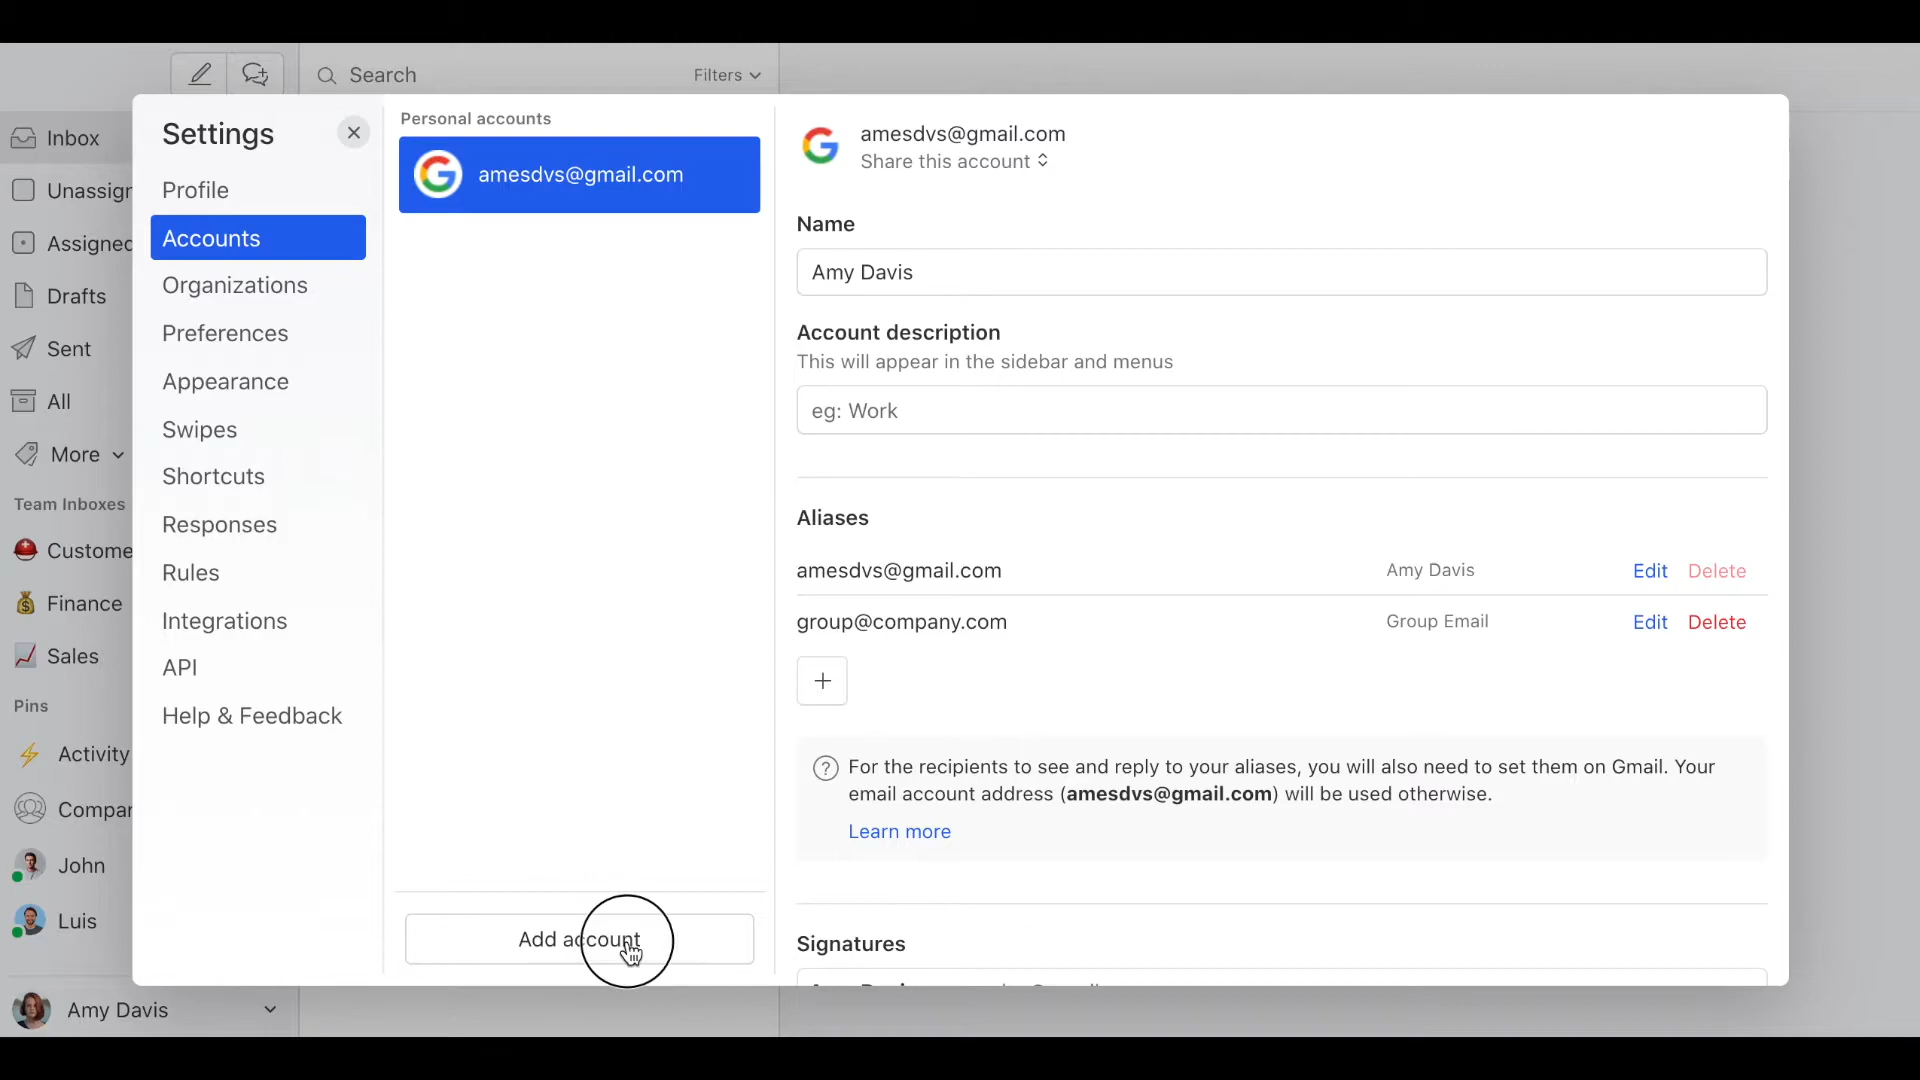 Search
Filters
Inbox
Unassign
Assigned
Drafts
Sent
All
More
Team Inboxes
Custome
Finance
Sales
Pins
Activity
Compar
John
Luis
Amy Davis
Settings
Profile
Accounts
Organizations
Preferences
Appearance
Swipes
Shortcuts
Responses
Rules
Integrations
API
Help & Feedback
Personal accounts
amesdvs@gmail.com
Add account
amesdvs@gmail.com
Share this account
Name
Amy Davis
Account description
This will appear in the sidebar and menus
eg: Work
Aliases
amesdvs@gmail.com Amy Davis Edit Delete
group@company.com Group Email Edit Delete
For the recipients to see and reply to your aliases, you will also need to set them on Gmail. Your
email account address (amesdvs@gmail.com) will be used otherwise.
Learn more
Signatures